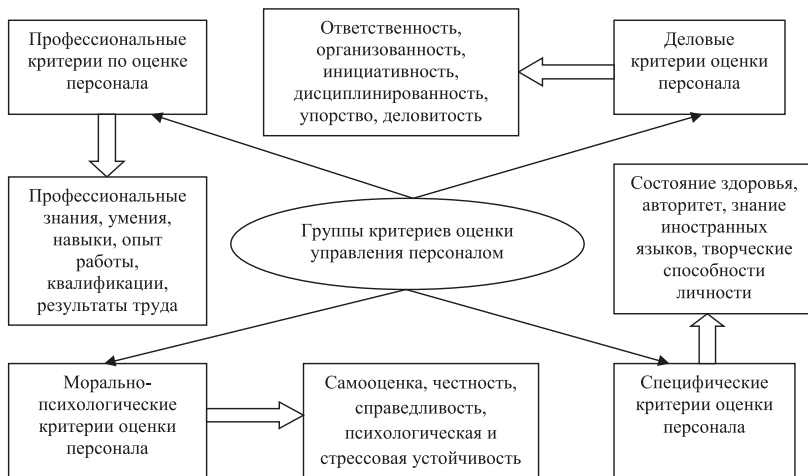 Профессиональные
критерии по оценке
персонала
Ответственность,
организованность,
инициативность,
дисциплинированность,
упорство, деловитость
Деловые
критерии оценки
персонала
Профессиональные
знания, умения,
навыки, опыт
работы,
квалификации,
результаты труда
Группы критериев оценки
управления персоналом
Состояние здоровья,
авторитет, знание
иностранных
языков, творческие
способности
личности
Морально-
психологические
критерии оценки
персонала
Самооценка, честность,
справедливость,
психологическая и
стрессовая устойчивость
Специфические
критерии оценки
персонала